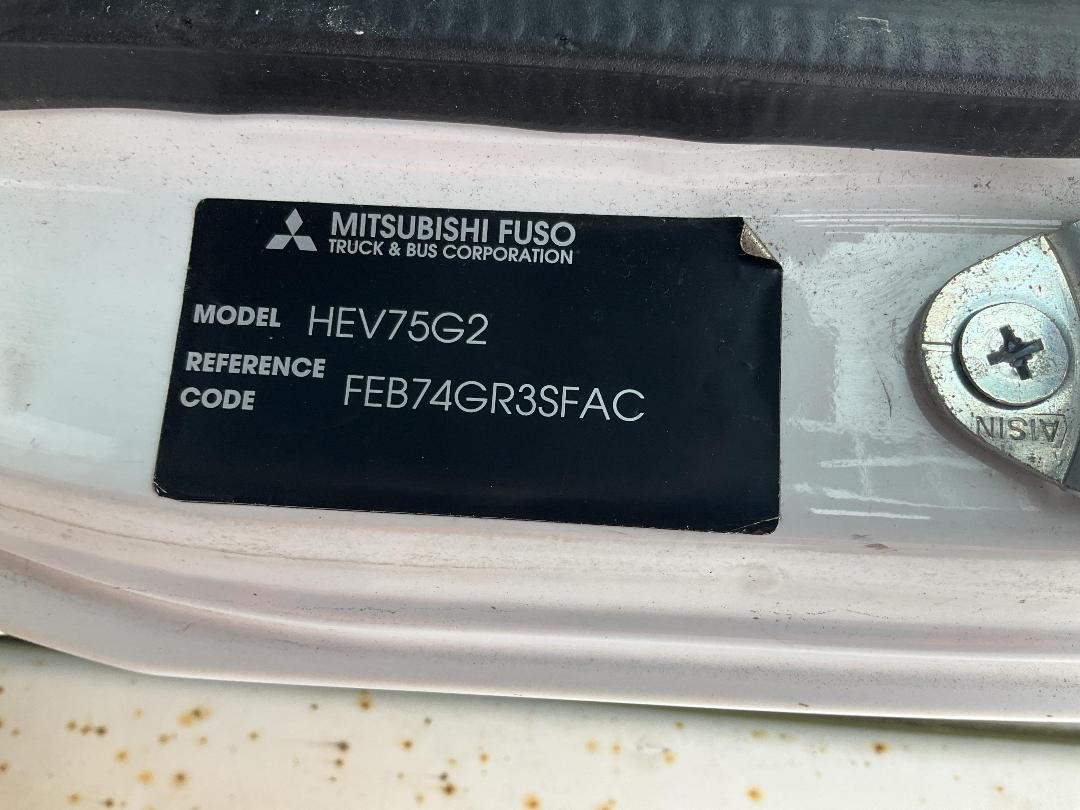 MITSUBISHI FUSO
TRUCK & BUS CORPORATION
MODEL HEV75G2
REFERENCE
CODE FEB74GR3SFAC
AISIN